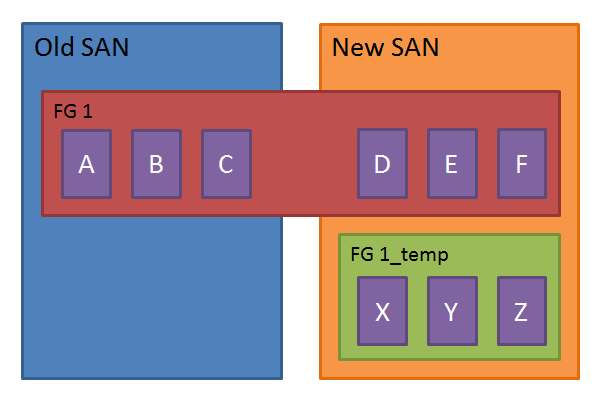 Old SAN
New SAN
FG 1
A B C D E F
FG 1_temp
X Y Z